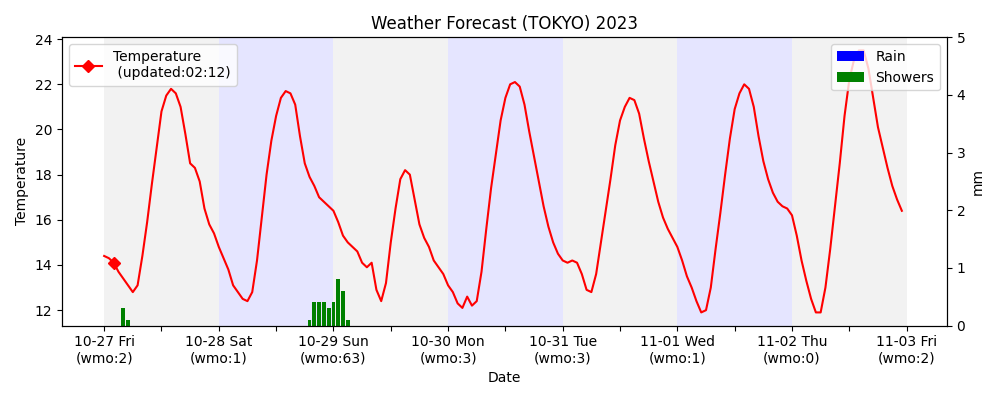 Weather Forecast (TOKYO) 2023
Temperature
(updated:02:12)
Rain
Showers
24
22
20
18
16
14
12
Temperature
5
4
3
2
1
0
mm
10-27 Fri
(wmo:2)
10-28 Sat
(wmo:1)
10-29 Sun
(wmo:63)
10-30 Mon
(wmo:3)
10-31 Tue
(wmo:3)
11-01 Wed
(wmo:1)
11-02 Thu
(wmo:0)
11-03 Fri
(wmo:2)
Date